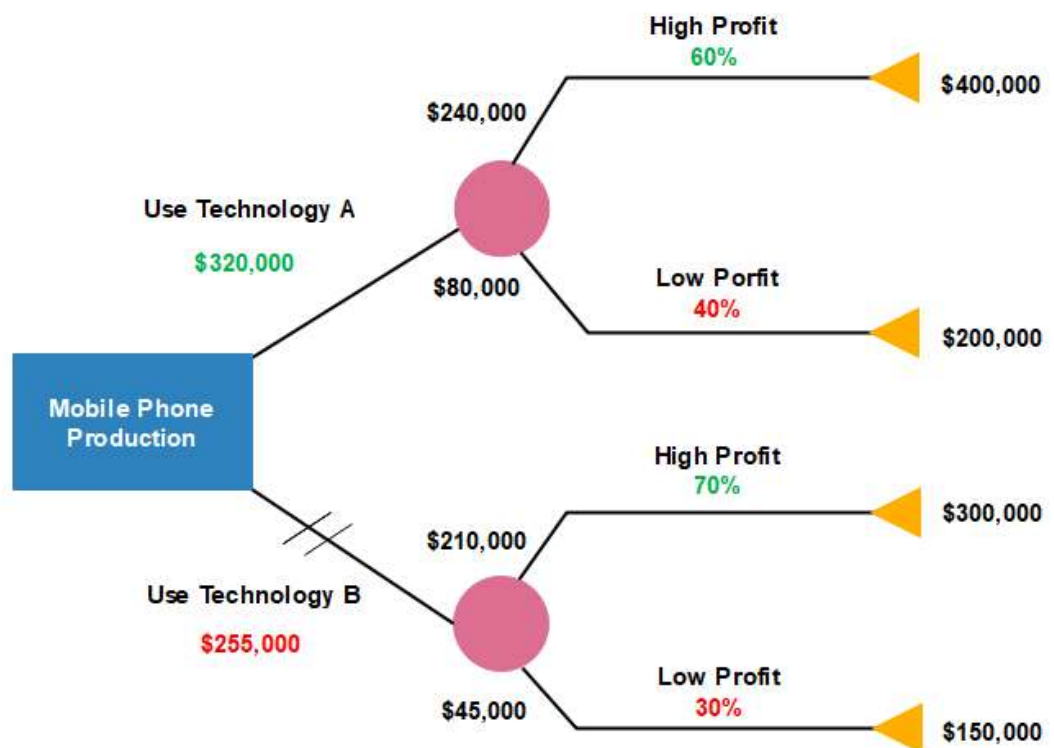 High Profit
60%
$400,000
$240,000
Use Technology A
$320,000
$80,000
Low Porfit
40%
$200,000
Mobile Phone
Production
High Profit
70%
$300,000
$210,000
Use Technology B
$255,000
$45,000
Low Profit
30%
$150,000